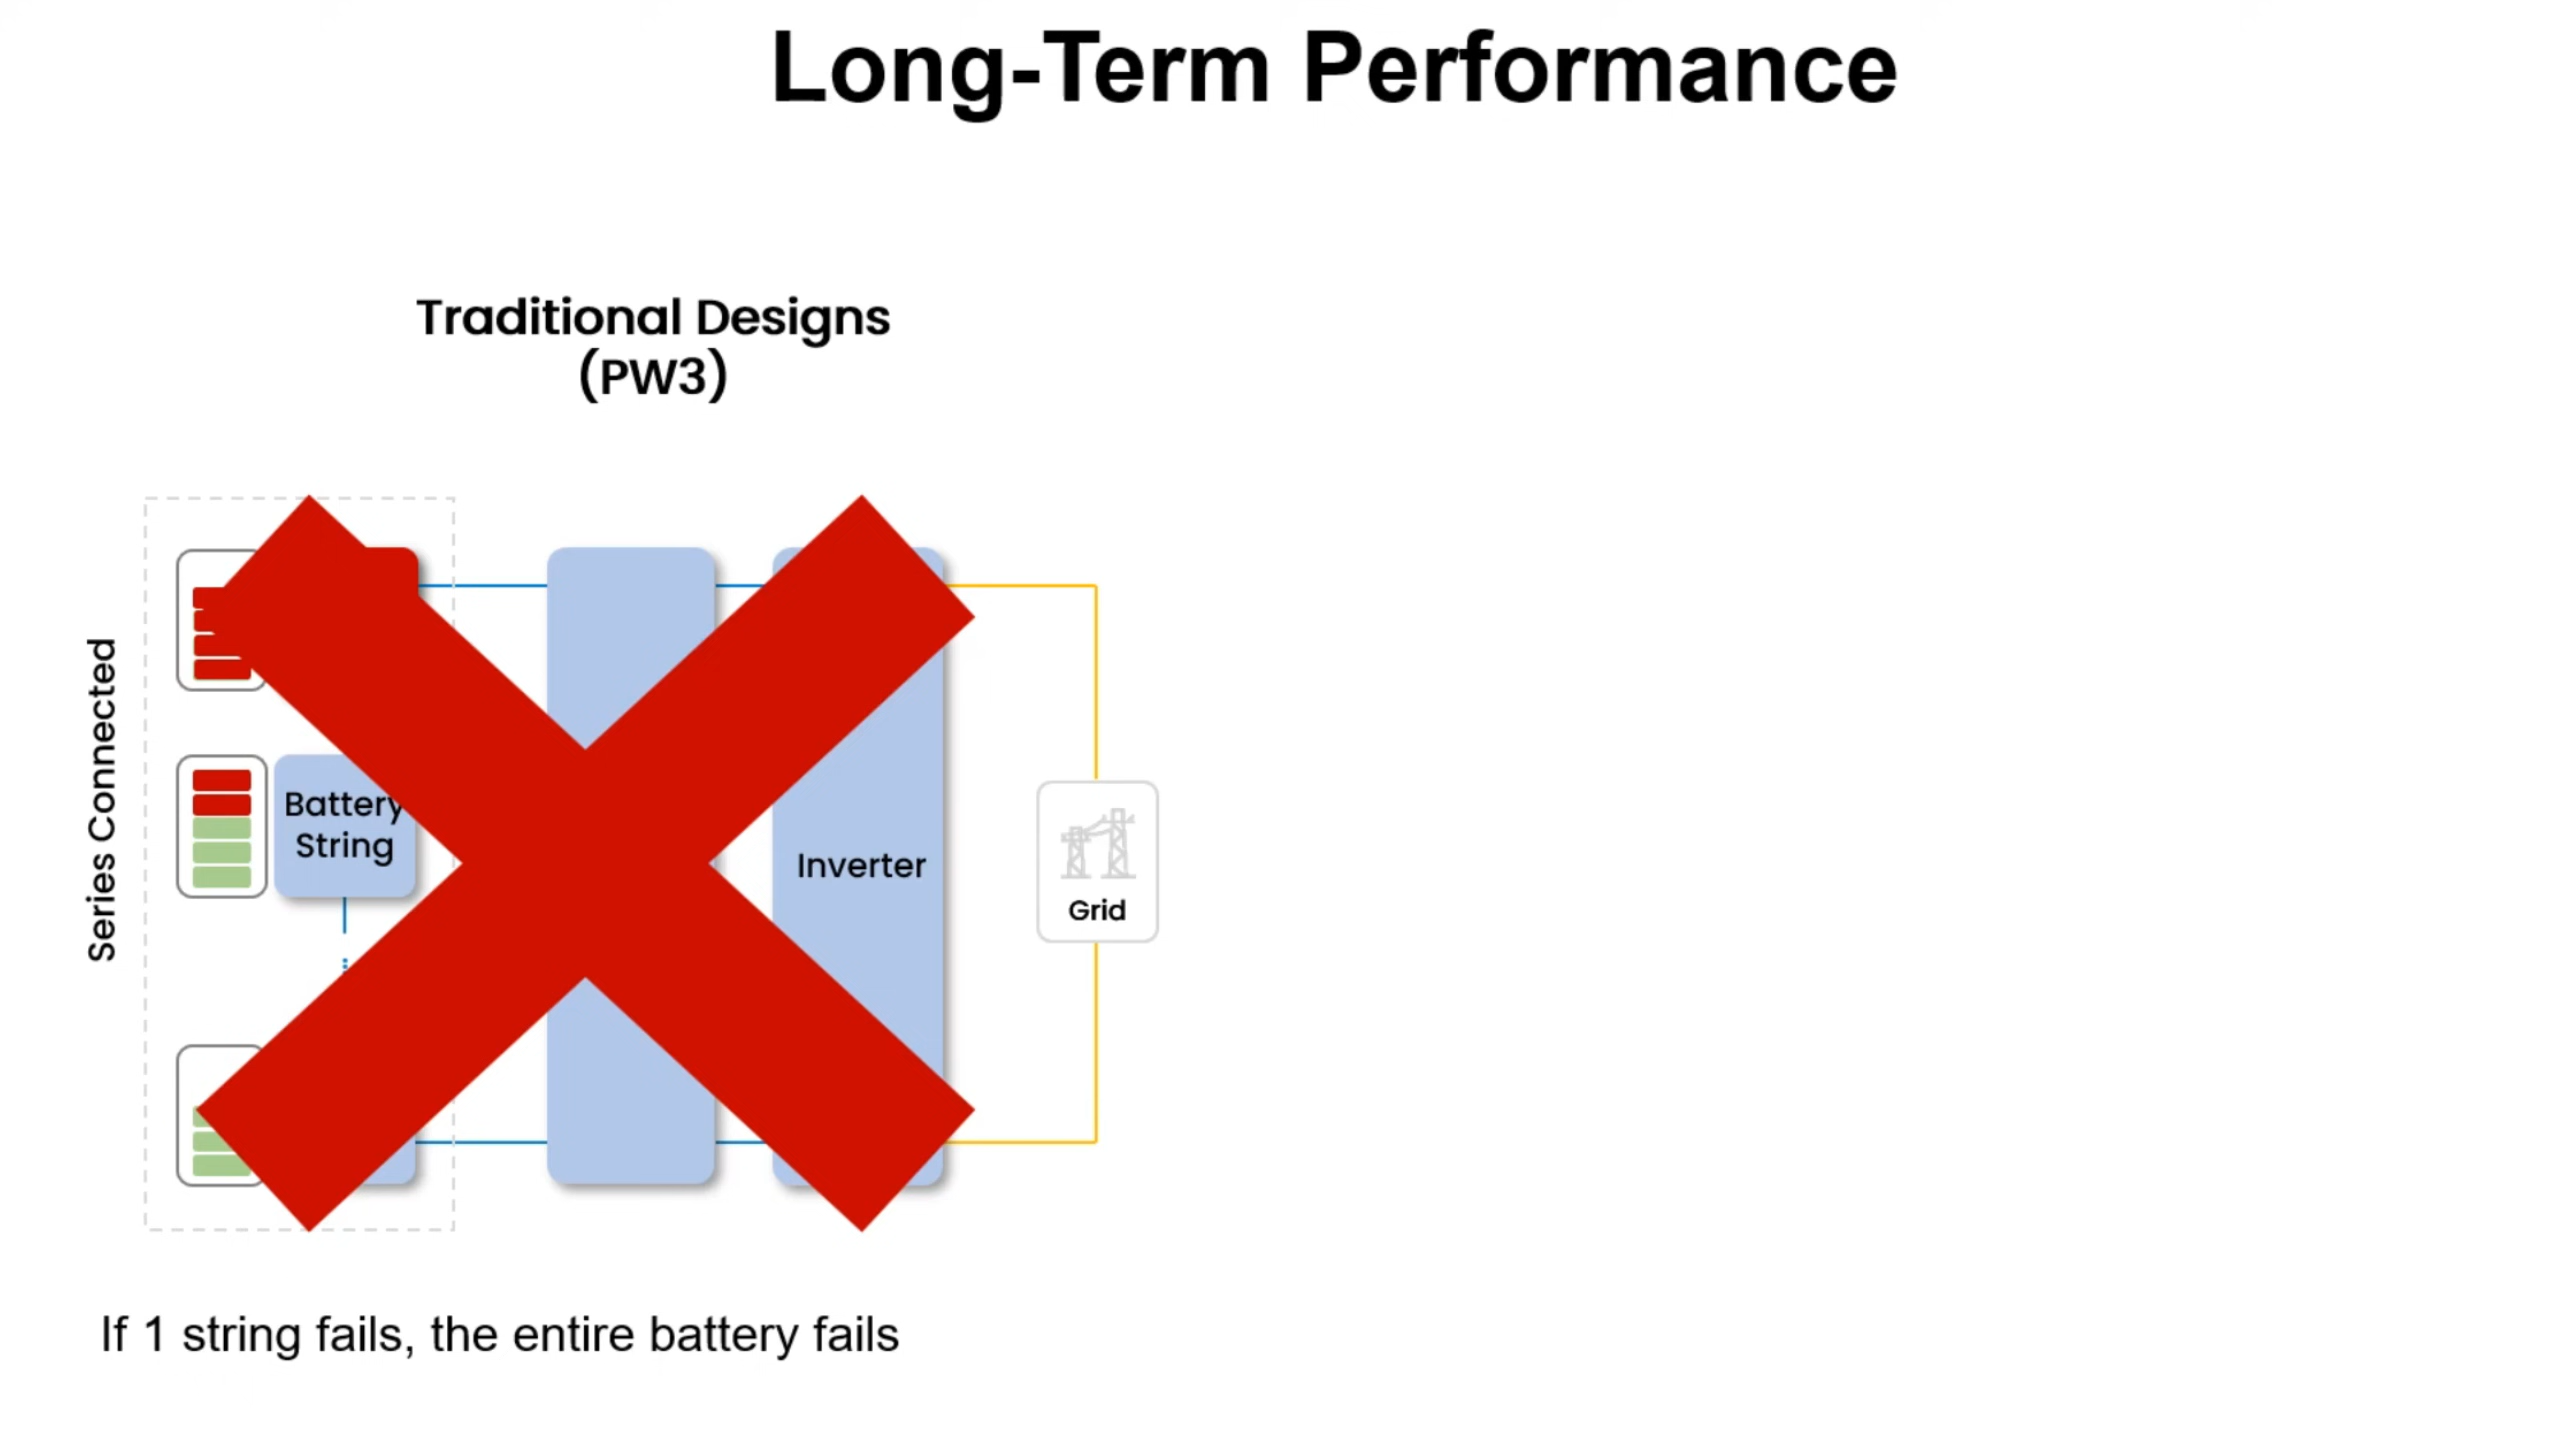 Long-Term Performance
Traditional Designs
(PW3)
Series Connected
Battery
String
Inverter
Grid
If 1 string fails, the entire battery fails